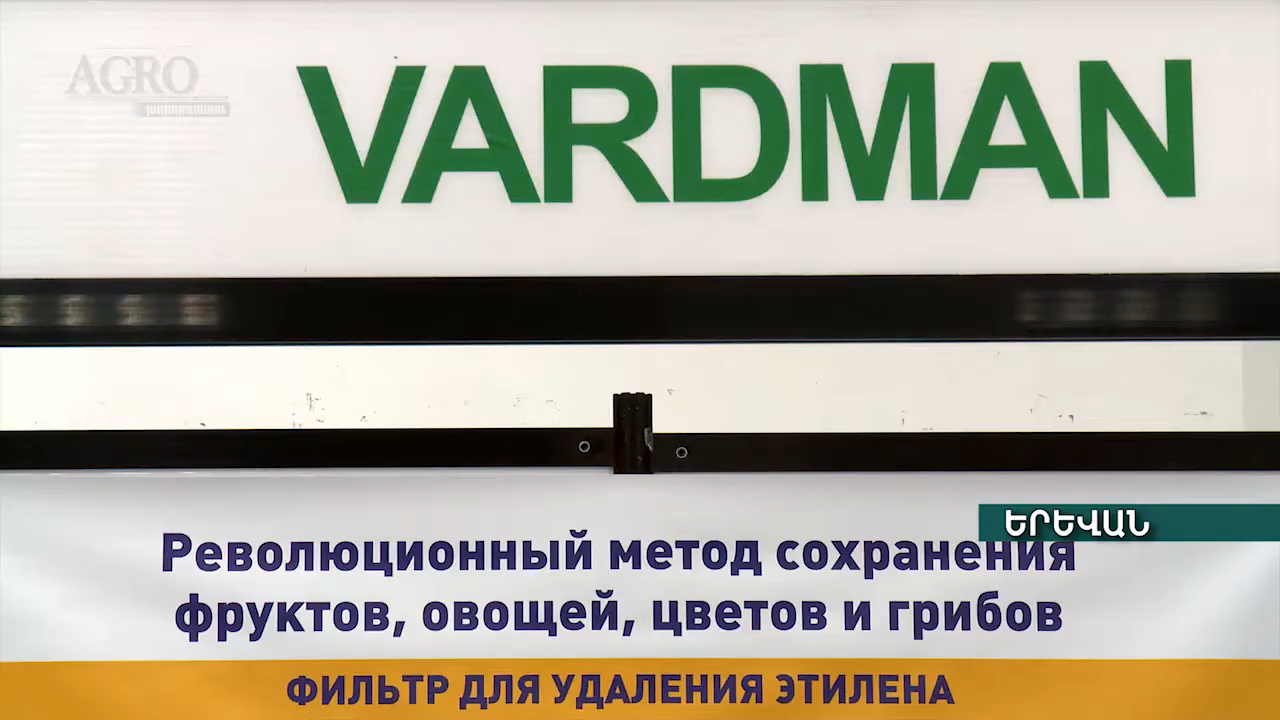 AGRO
VARDMAN
ԵՐԵՎԱՆ
Революционный метод сохранения
фруктов, овощей, цветов и грибов
ФИЛЬТР ДЛЯ УДАЛЕНИЯ ЭТИЛЕНА